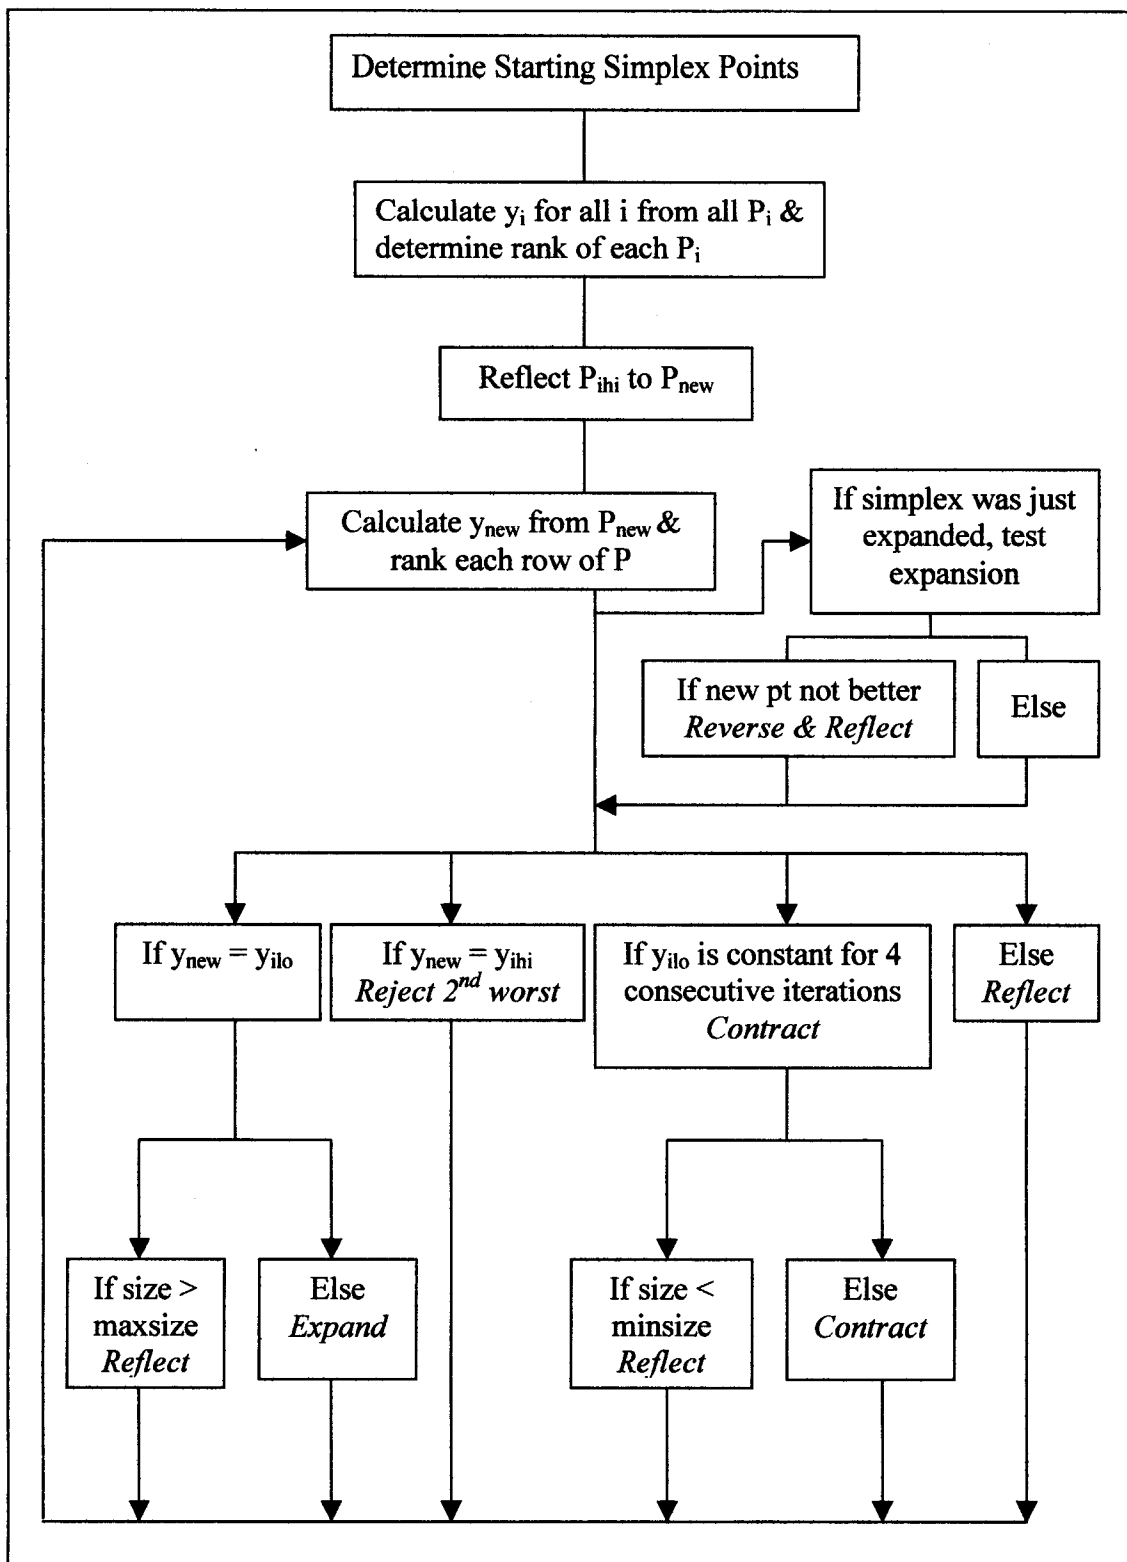 Determine Starting Simplex Points
Calculate yᵢ for all i from all Pᵢ &
determine rank of each Pᵢ
Reflect Pᵢₕᵢ to Pₙₑw
Calculate yₙₑw from Pₙₑw &
rank each row of P
If simplex was just
expanded, test
expansion
If new pt not better
Reverse & Reflect
Else
If yₙₑw = yᵢₗₒ
If yₙₑw = yᵢₕᵢ
Reject 2ⁿᵈ worst
If yᵢₗₒ is constant for 4
consecutive iterations
Contract
Else
Reflect
If size >
maxsize
Reflect
Else
Expand
If size <
minsize
Reflect
Else
Contract